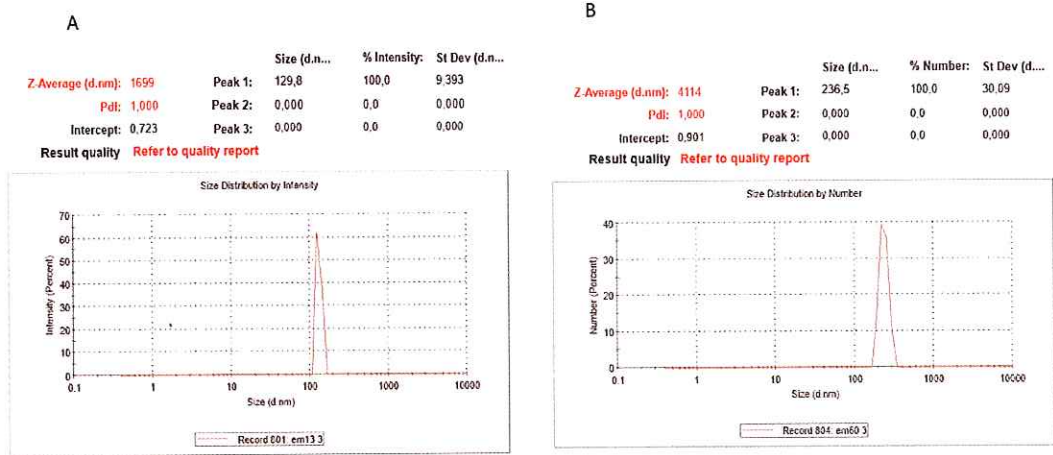 A
Size (d.n... % Intensity: St Dev (d.n...
Z-Average (d.nm): 1699 Peak 1: 129,8 100,0 9,393
PdI: 1,000 Peak 2: 0,000 0,0 0,000
Intercept: 0,723 Peak 3: 0,000 0,0 0,000
Result quality Refer to quality report
Size Distribution by Intensity
Intensity (Percent)
70
60
50
40
30
20
10
0
0.1 1 10 100 1000 10000
Size (d.nm)
Record 801: em13 3
B
Size (d.n... % Number: St Dev (d....
Z-Average (d.nm): 4114 Peak 1: 236,5 100,0 30,09
PdI: 1,000 Peak 2: 0,000 0,0 0,000
Intercept: 0,901 Peak 3: 0,000 0,0 0,000
Result quality Refer to quality report
Size Distribution by Number
Number (Percent)
40
30
20
10
0
0.1 1 10 100 1000 10000
Size (d.nm)
Record 804: em60 3